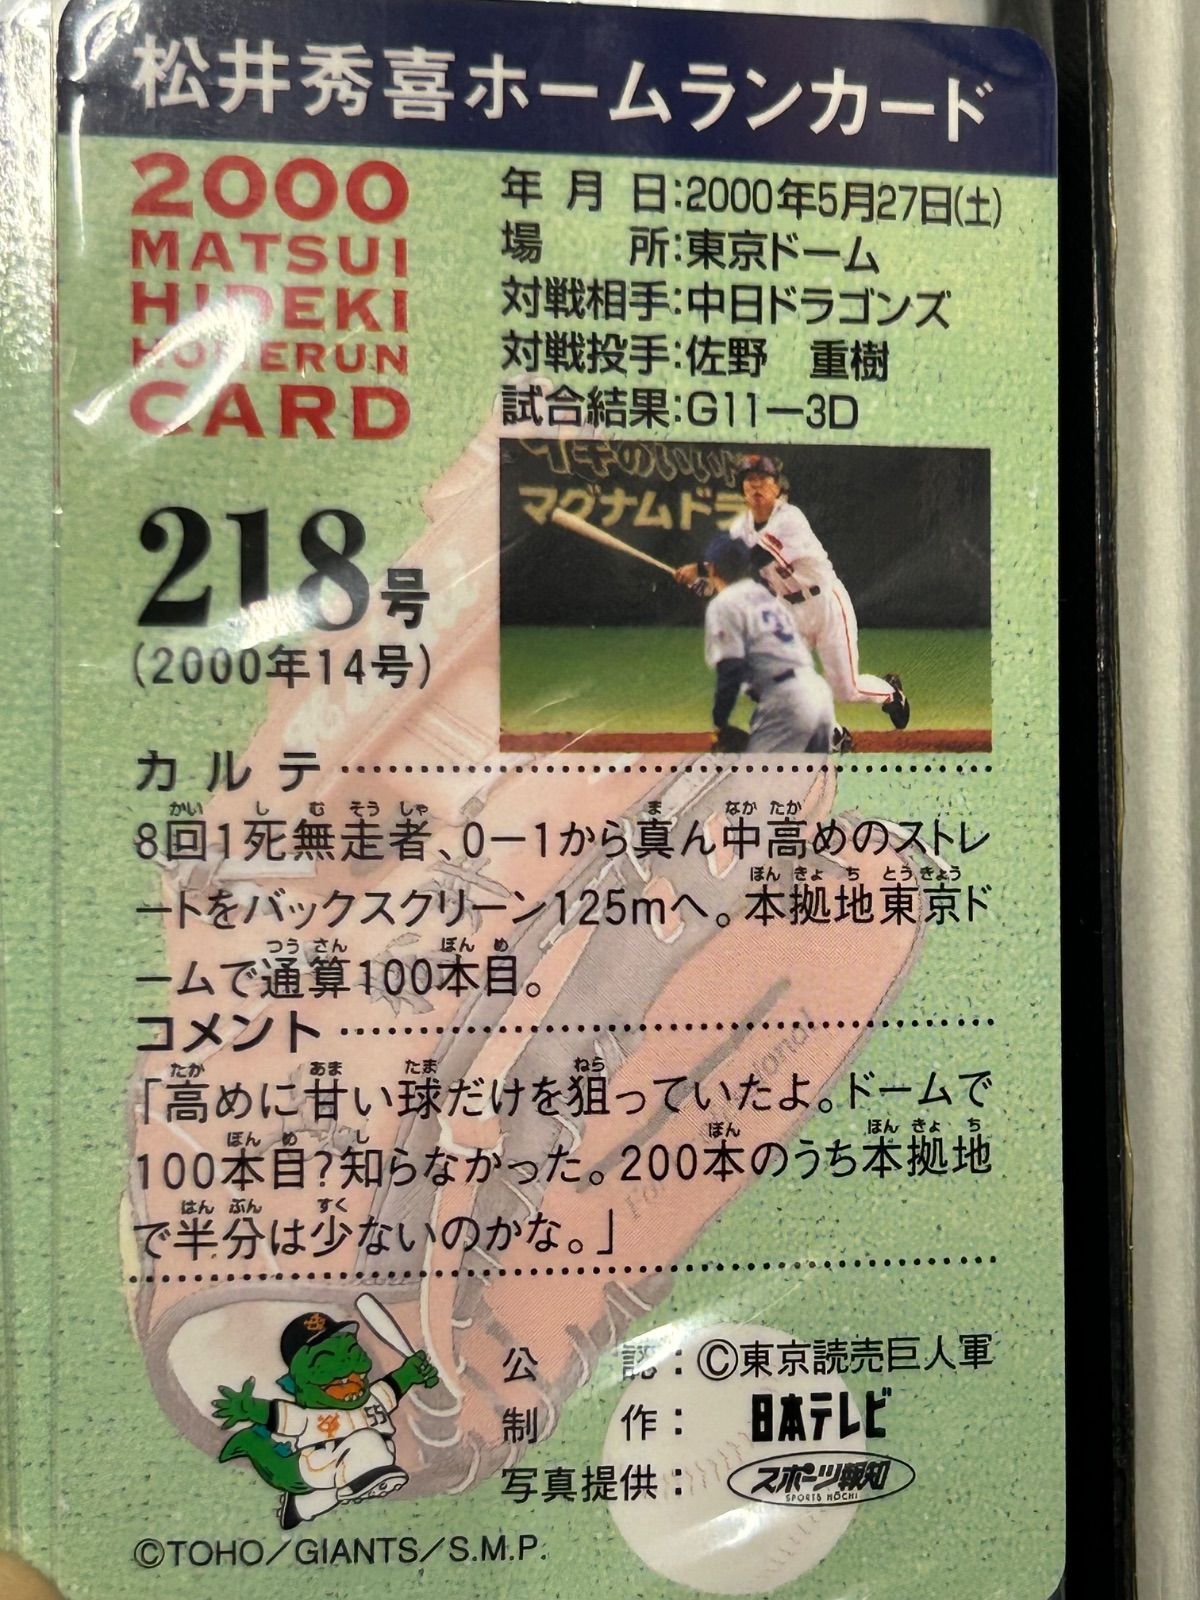 松井秀喜ホームランカード
2000
MATSUI
HIDEKI
HOMERUN
CARD
年月日:2000年5月27日(土)
場所:東京ドーム
対戦相手:中日ドラゴンズ
対戦投手:佐野 重樹
試合結果:G11ー3D
マグナムドラ
218号
(2000年14号)
カルテ
8回1死無走者、0−1から真ん中高めのストレ
ートをバックスクリーン125mへ。本拠地東京ド
ームで通算100本目。
コメント
「高めに甘い球だけを狙っていたよ。ドームで
100本目?知らなかった。200本のうち本拠地
で半分は少ないのかな。」
公認:©東京読売巨人軍
制作:日本テレビ
写真提供:スポーツ報知
SPORTS HOCHI
55
©TOHO/GIANTS/S.M.P.